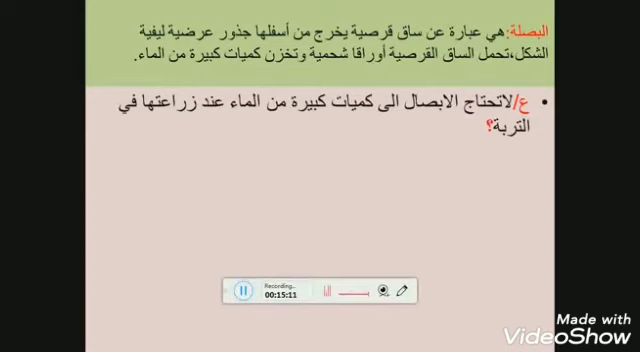 البصلة:هي عبارة عن ساق قرصية يخرج من أسفلها جذور عرضية ليفية
الشكل،تحمل الساق القرصية أوراقا شحمية وتخزن كميات كبيرة من الماء.
• ع/لاتحتاج الابصال الى كميات كبيرة من الماء عند زراعتها في
التربة؟
Recording...
00:15:11
Made with
VideoShow